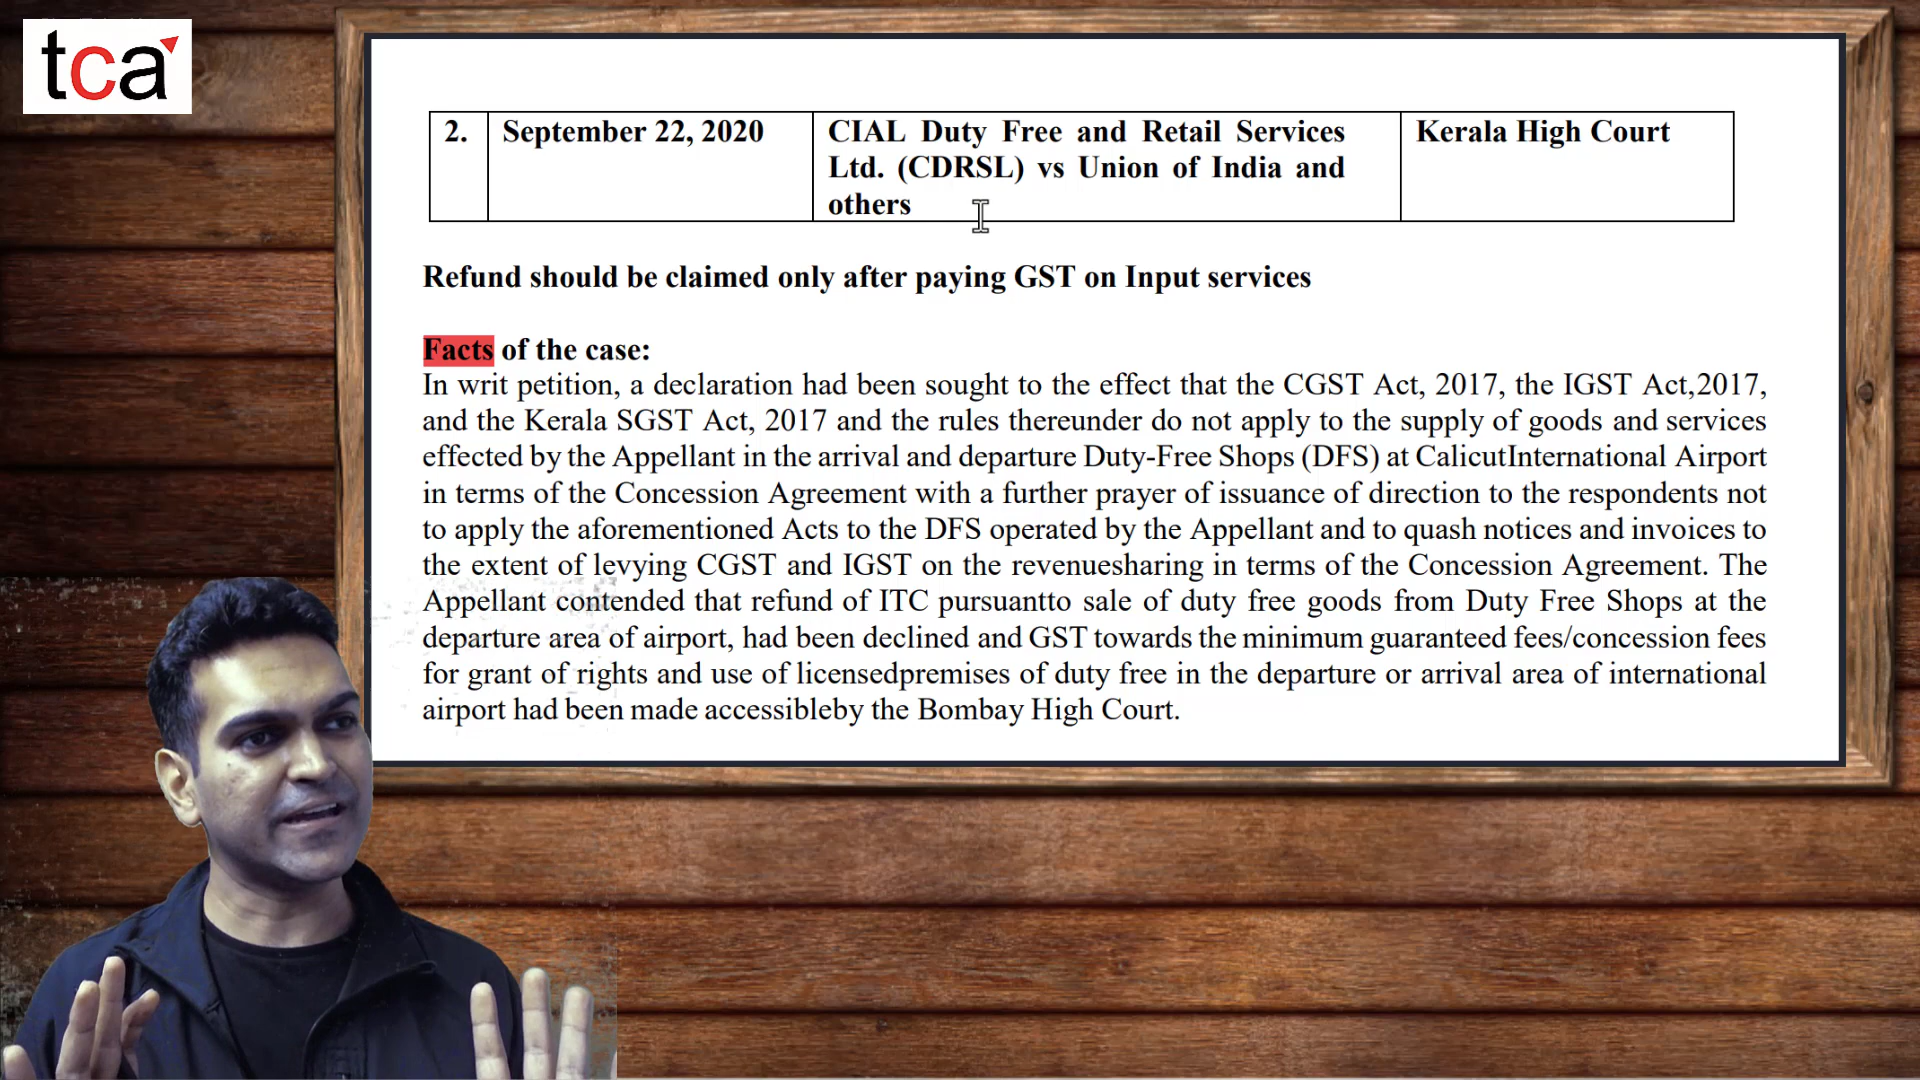 tca
2. September 22, 2020 CIAL Duty Free and Retail Services Kerala High Court
Ltd. (CDRSL) vs Union of India and
others
Refund should be claimed only after paying GST on Input services
Facts of the case:
In writ petition, a declaration had been sought to the effect that the CGST Act, 2017, the IGST Act,2017,
and the Kerala SGST Act, 2017 and the rules thereunder do not apply to the supply of goods and services
effected by the Appellant in the arrival and departure Duty-Free Shops (DFS) at CalicutInternational Airport
in terms of the Concession Agreement with a further prayer of issuance of direction to the respondents not
to apply the aforementioned Acts to the DFS operated by the Appellant and to quash notices and invoices to
the extent of levying CGST and IGST on the revenuesharing in terms of the Concession Agreement. The
Appellant contended that refund of ITC pursuantto sale of duty free goods from Duty Free Shops at the
departure area of airport, had been declined and GST towards the minimum guaranteed fees/concession fees
for grant of rights and use of licensedpremises of duty free in the departure or arrival area of international
airport had been made accessibleby the Bombay High Court.